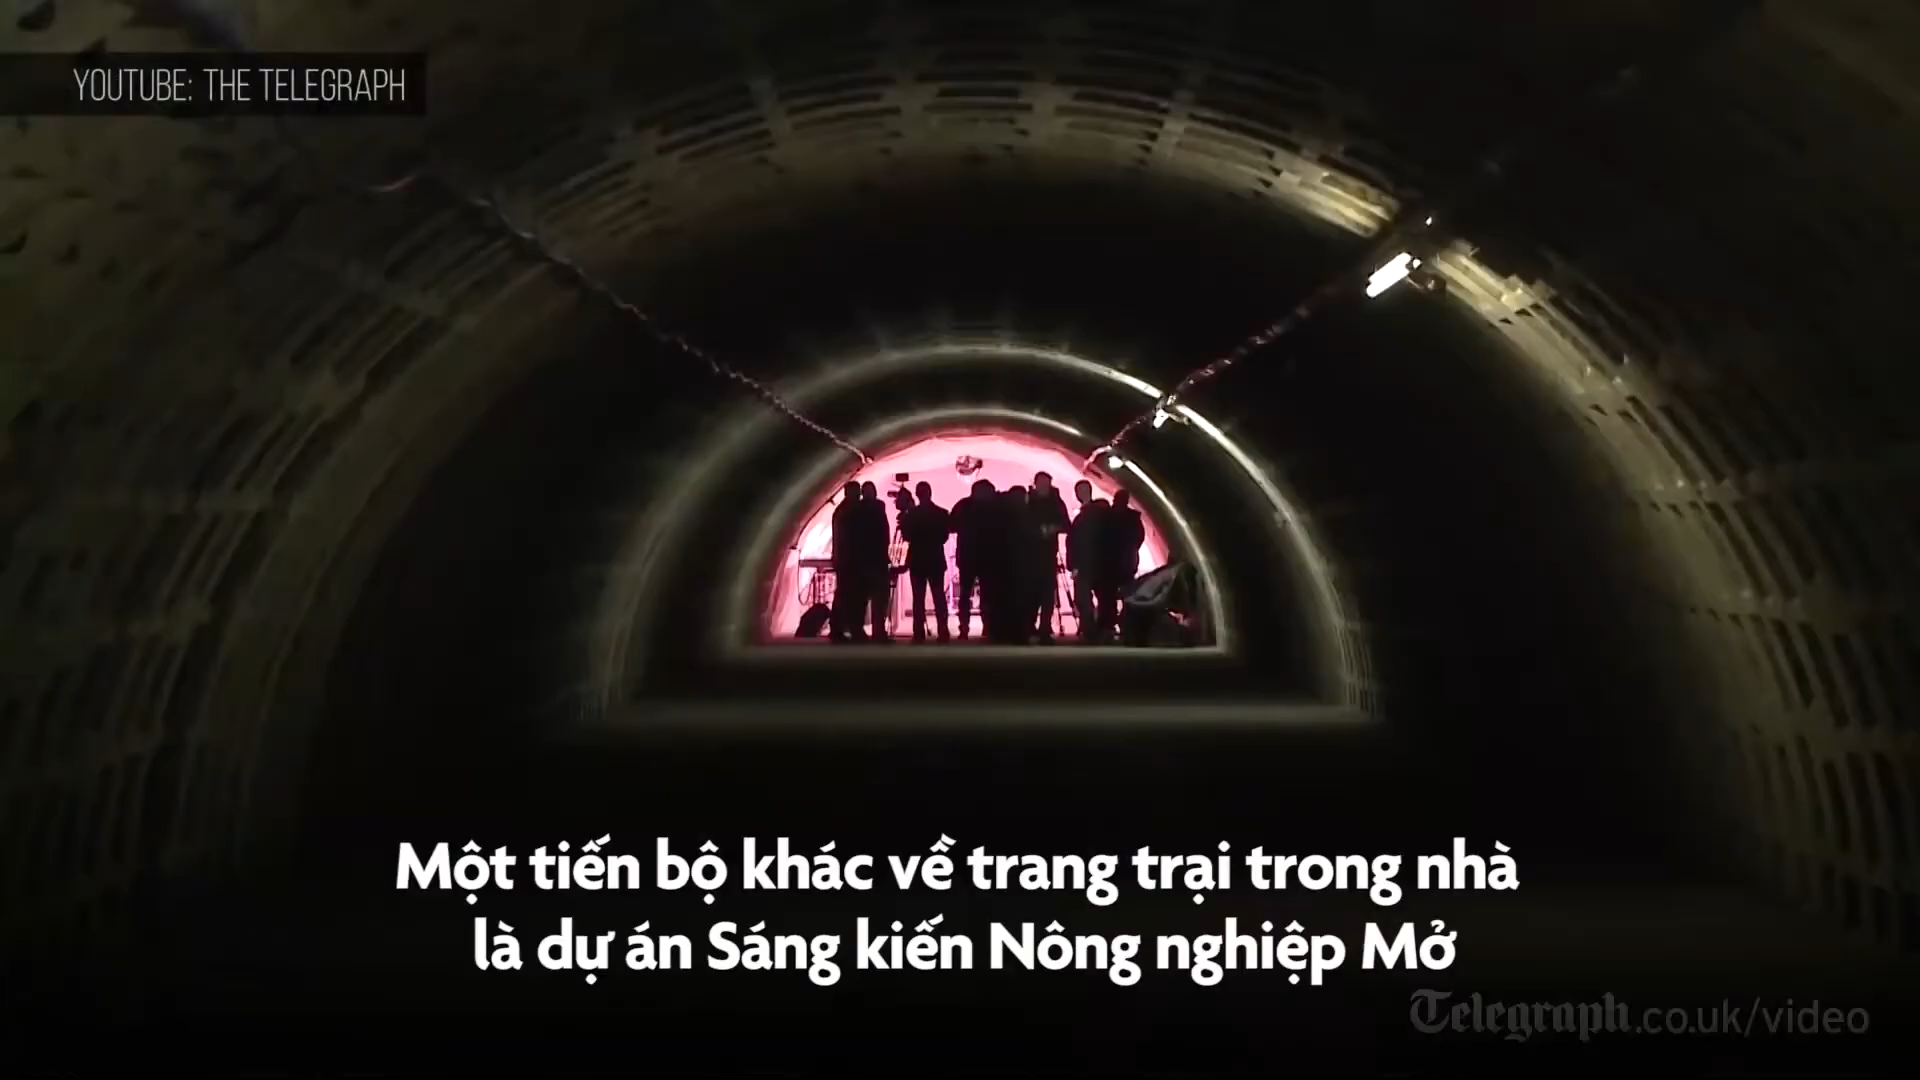 YOUTUBE: THE TELEGRAPH
Một tiến bộ khác về trang trại trong nhà
là dự án Sáng kiến Nông nghiệp Mở
Telegraph.co.uk/video